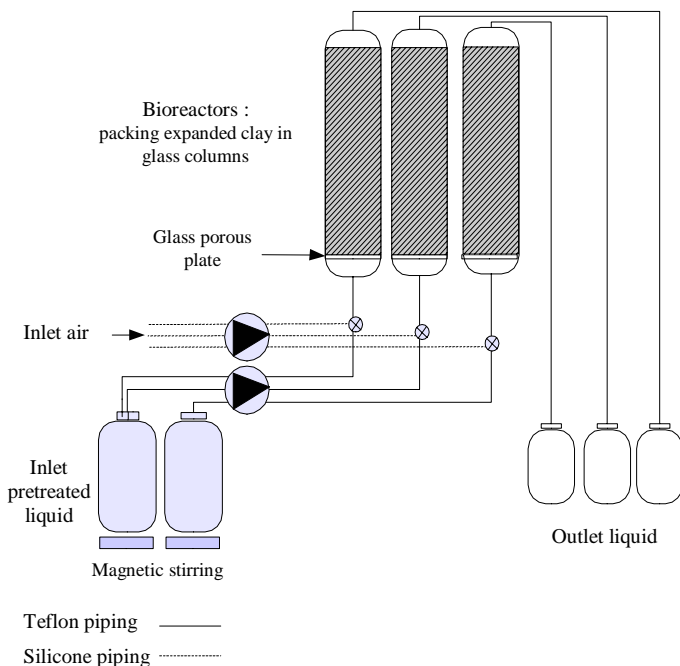 Bioreactors :
packing expanded clay in
glass columns
Glass porous
plate
Inlet air
Inlet
pretreated
liquid
Outlet liquid
Magnetic stirring
Teflon piping
Silicone piping